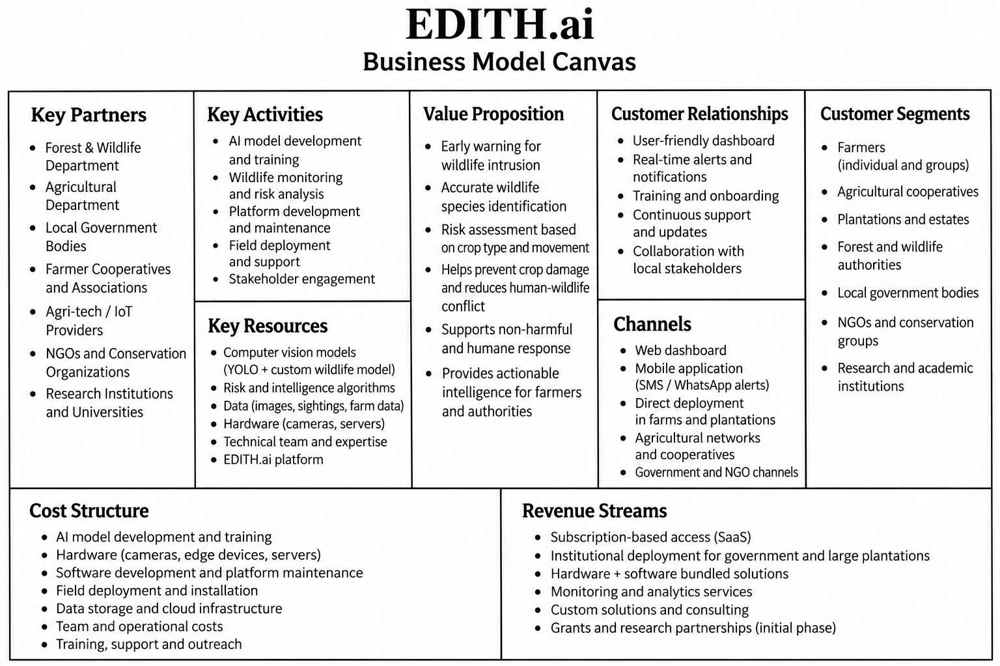 EDITH.ai
Business Model Canvas
Key Partners
Forest & Wildlife
Department
Agricultural
Department
Local Government
Bodies
Farmer Cooperatives
and Associations
Agri-tech / IoT
Providers
NGOs and Conservation
Organizations
Research Institutions
and Universities
Key Activities
AI model development
and training
Wildlife monitoring
and risk analysis
Platform development
and maintenance
Field deployment
and support
Stakeholder engagement
Key Resources
Computer vision models
(YOLO + custom wildlife model)
Risk and intelligence algorithms
Data (images, sightings, farm data)
Hardware (cameras, servers)
Technical team and expertise
EDITH.ai platform
Value Proposition
Early warning for
wildlife intrusion
Accurate wildlife
species identification
Risk assessment based
on crop type and movement
Helps prevent crop damage
and reduces human-wildlife
conflict
Supports non-harmful
and humane response
Provides actionable
intelligence for farmers
and authorities
Customer Relationships
User-friendly dashboard
Real-time alerts and
notifications
Training and onboarding
Continuous support
and updates
Collaboration with
local stakeholders
Channels
Web dashboard
Mobile application
(SMS / WhatsApp alerts)
Direct deployment
in farms and plantations
Agricultural networks
and cooperatives
Government and NGO channels
Customer Segments
Farmers
(individual and groups)
Agricultural cooperatives
Plantations and estates
Forest and wildlife
authorities
Local government bodies
NGOs and conservation
groups
Research and academic
institutions
Cost Structure
AI model development and training
Hardware (cameras, edge devices, servers)
Software development and platform maintenance
Field deployment and installation
Data storage and cloud infrastructure
Team and operational costs
Training, support and outreach
Revenue Streams
Subscription-based access (SaaS)
Institutional deployment for government and large plantations
Hardware + software bundled solutions
Monitoring and analytics services
Custom solutions and consulting
Grants and research partnerships (initial phase)